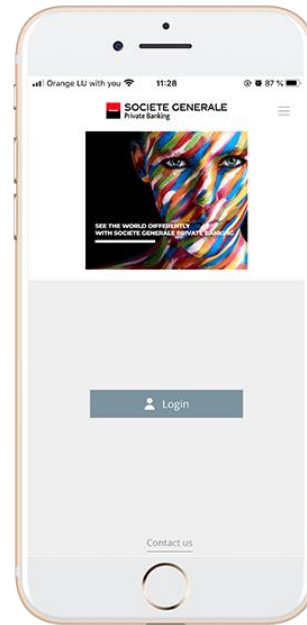 Orange LU with you 11:28 87 %
SOCIETE GENERALE
Private Banking
SEE THE WORLD DIFFERENTLY
WITH SOCIETE GENERALE PRIVATE BANKING
Login
Contact us